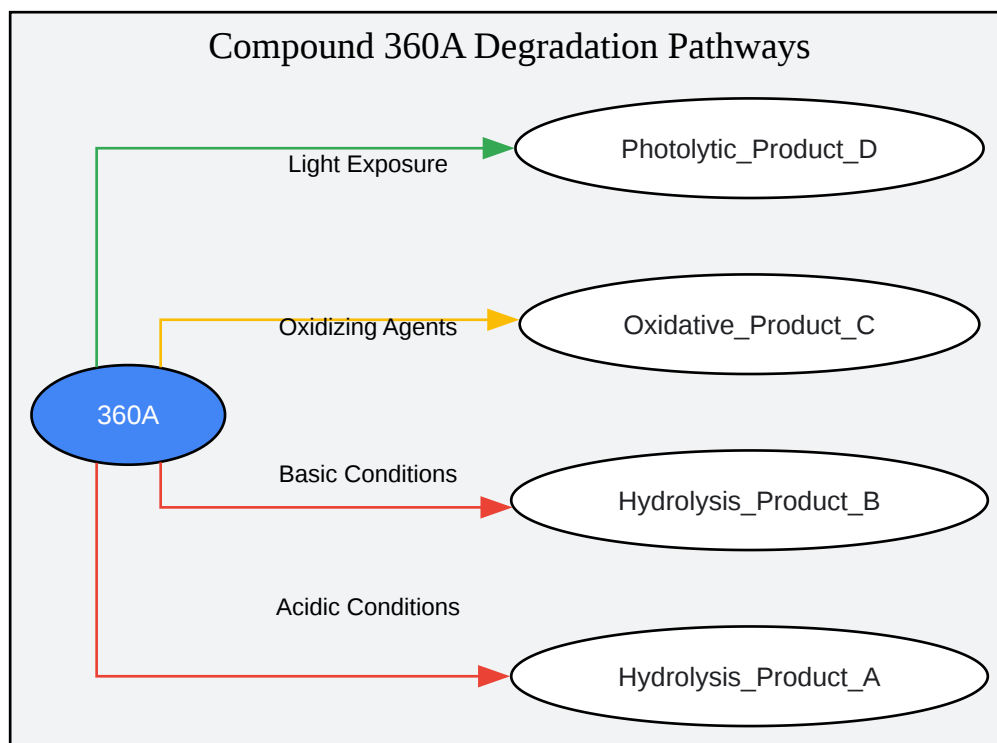 Compound 360A Degradation Pathways
Photolytic_Product_D
Light Exposure
Oxidizing Agents
Oxidative_Product_C
360A
Basic Conditions
Hydrolysis_Product_B
Acidic Conditions
Hydrolysis_Product_A